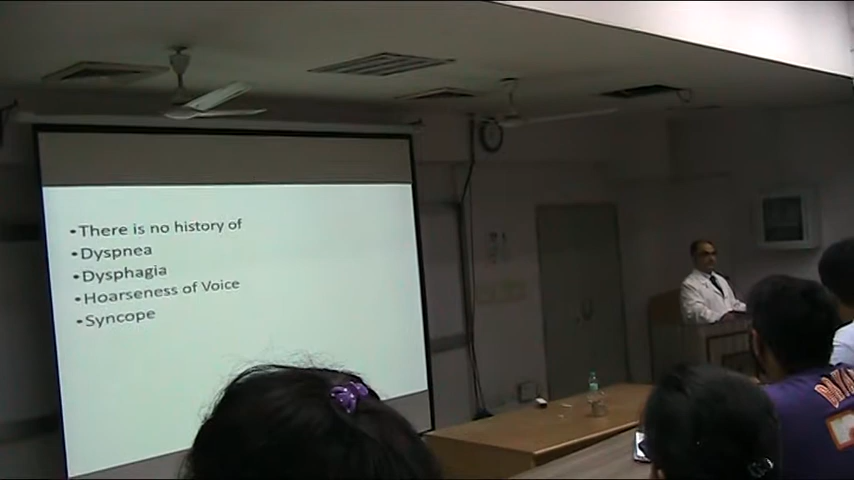 •There is no history of
•Dyspnea
•Dysphagia
•Hoarseness of Voice
•Syncope